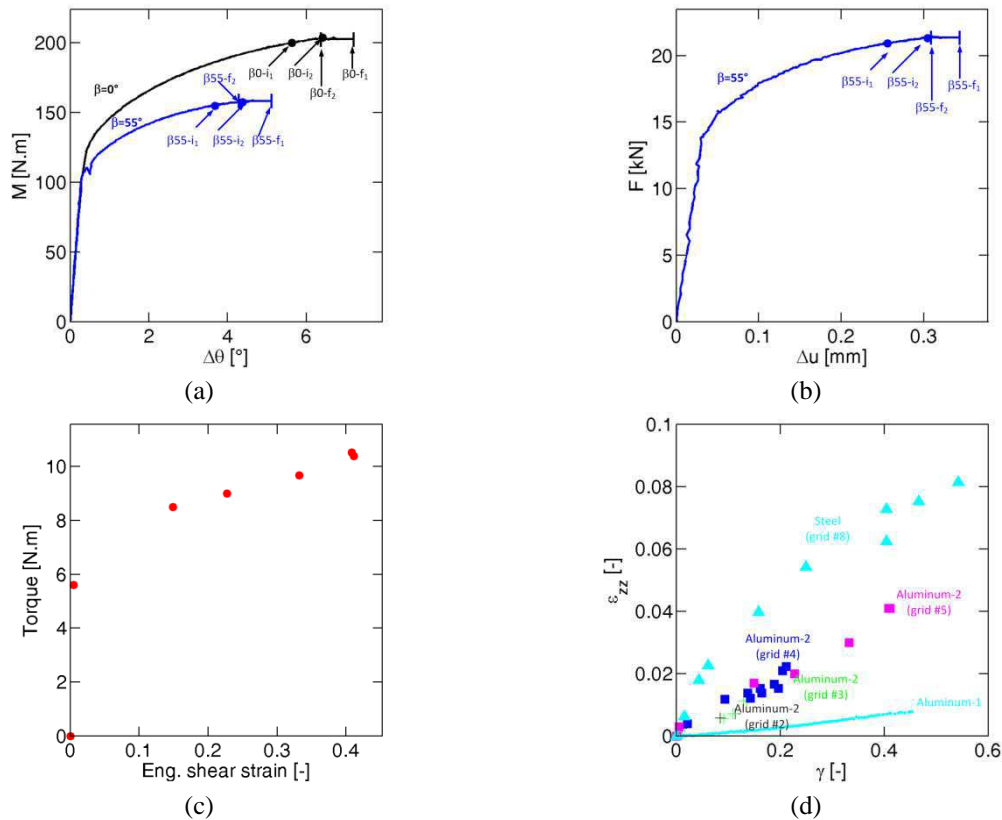 200
150
100
50
0
M [N.m]
β=0°
β55-f2
β=55°
β0-i1
β0-i2
β0-f1
β0-f2
β55-i1
β55-i2
β55-f1
0
2
4
6
Δθ [°]
(a)
20
15
10
5
0
F [kN]
β=55°
β55-i1
β55-i2
β55-f1
β55-f2
0
0.1
0.2
0.3
Δu [mm]
(b)
10
8
6
4
2
0
Torque [N.m]
0
0.1
0.2
0.3
0.4
Eng. shear strain [-]
(c)
0.1
0.08
0.06
0.04
0.02
0
εzz [-]
Steel
(grid #8)
Aluminum-2
(grid #5)
Aluminum-2
(grid #4)
Aluminum-2
(grid #3)
Aluminum-2
(grid #2)
Aluminum-1
0
0.2
0.4
0.6
γ [-]
(d)